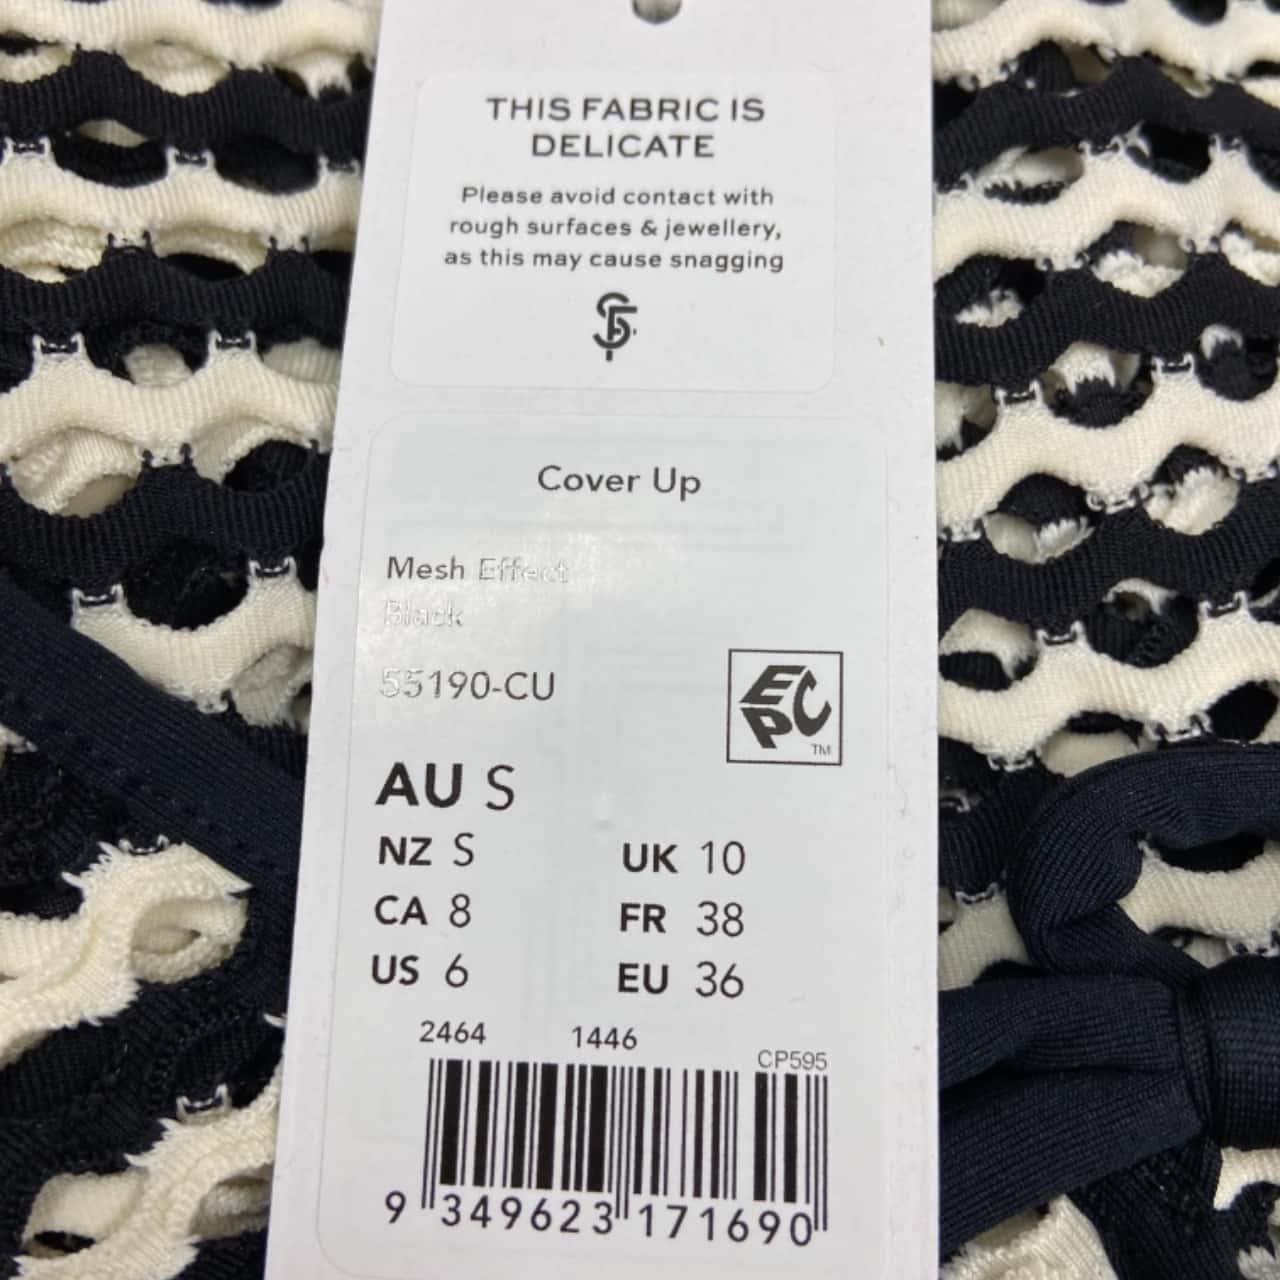 THIS FABRIC IS
DELICATE
Please avoid contact with
rough surfaces & jewellery,
as this may cause snagging
Cover Up
Mesh Effect
Black
55190-CU
EPC
TM
AU S
NZ S
UK 10
CA 8
FR 38
US 6
EU 36
2464 1446
CP595
9 349623 171690